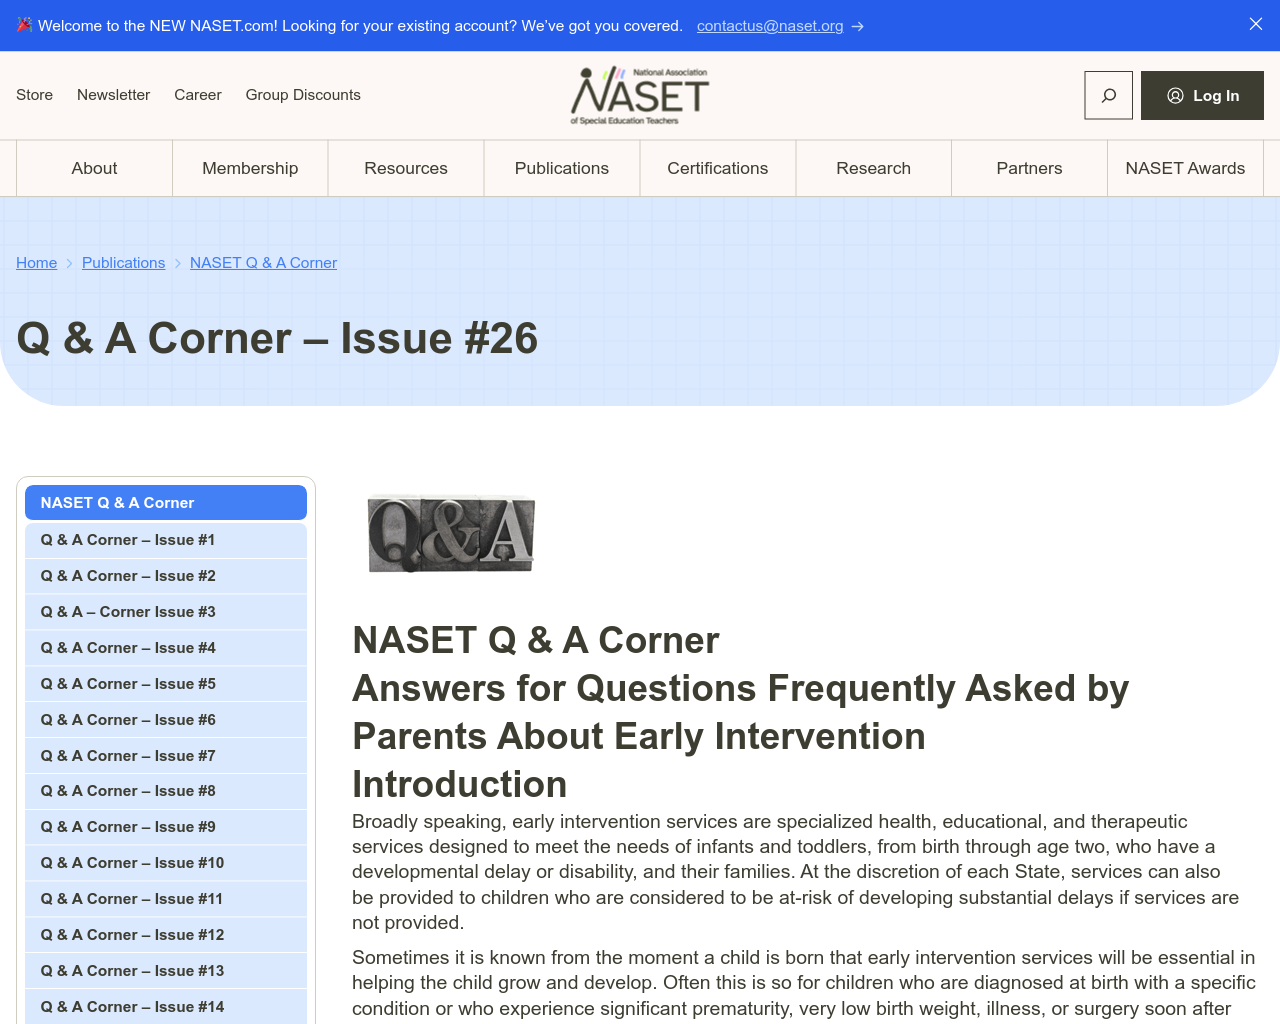 Welcome to the NEW NASET.com! Looking for your existing account? We've got you covered. contactus@naset.org
Store Newsletter Career Group Discounts
National Association
NASET
of Special Education Teachers
Log In
About Membership Resources Publications Certifications Research Partners NASET Awards
Home Publications NASET Q & A Corner
Q & A Corner – Issue #26
NASET Q & A Corner
Q & A Corner – Issue #1
Q & A Corner – Issue #2
Q & A – Corner Issue #3
Q & A Corner – Issue #4
Q & A Corner – Issue #5
Q & A Corner – Issue #6
Q & A Corner – Issue #7
Q & A Corner – Issue #8
Q & A Corner – Issue #9
Q & A Corner – Issue #10
Q & A Corner – Issue #11
Q & A Corner – Issue #12
Q & A Corner – Issue #13
Q & A Corner – Issue #14
Q&A
NASET Q & A Corner
Answers for Questions Frequently Asked by
Parents About Early Intervention
Introduction
Broadly speaking, early intervention services are specialized health, educational, and therapeutic
services designed to meet the needs of infants and toddlers, from birth through age two, who have a
developmental delay or disability, and their families. At the discretion of each State, services can also
be provided to children who are considered to be at-risk of developing substantial delays if services are
not provided.
Sometimes it is known from the moment a child is born that early intervention services will be essential in
helping the child grow and develop. Often this is so for children who are diagnosed at birth with a specific
condition or who experience significant prematurity, very low birth weight, illness, or surgery soon after